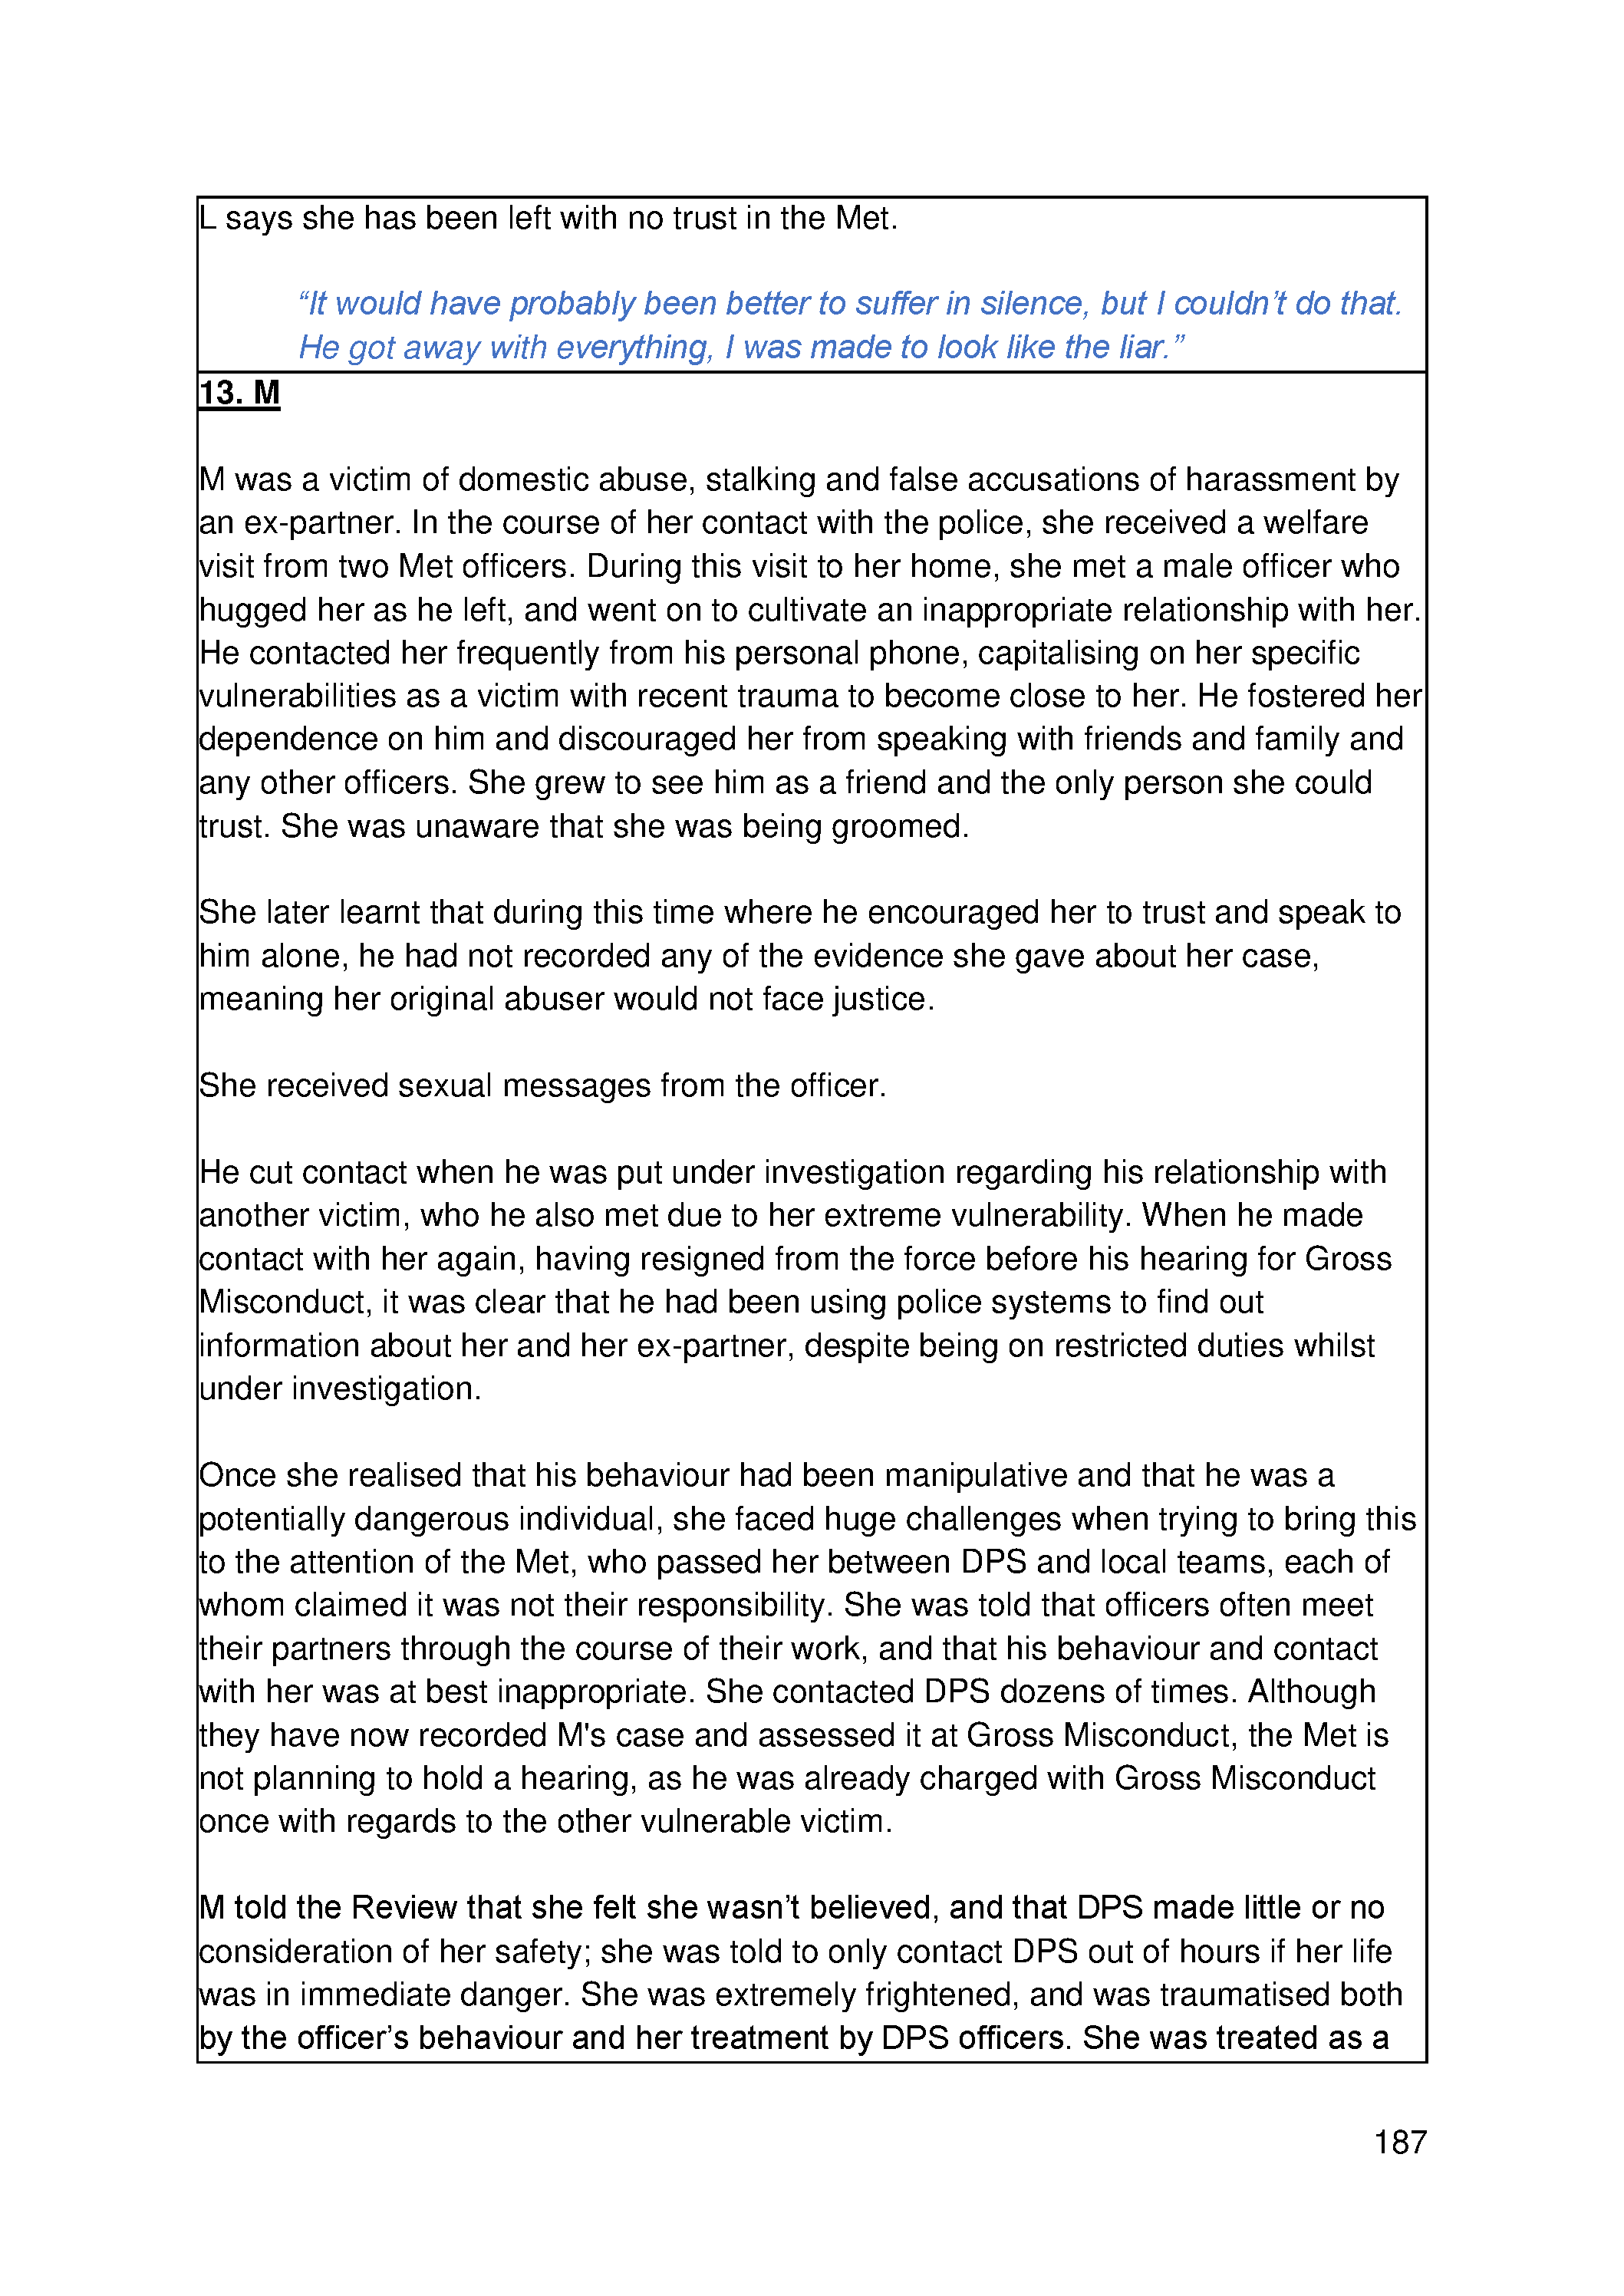 L says she has been left with no trust in the Met.
“It would have probably been better to suffer in silence, but I couldn’t do that.
He got away with everything, I was made to look like the liar.”
13. M
M was a victim of domestic abuse, stalking and false accusations of harassment by
an ex-partner. In the course of her contact with the police, she received a welfare
visit from two Met officers. During this visit to her home, she met a male officer who
hugged her as he left, and went on to cultivate an inappropriate relationship with her.
He contacted her frequently from his personal phone, capitalising on her specific
vulnerabilities as a victim with recent trauma to become close to her. He fostered her
dependence on him and discouraged her from speaking with friends and family and
any other officers. She grew to see him as a friend and the only person she could
trust. She was unaware that she was being groomed.
She later learnt that during this time where he encouraged her to trust and speak to
him alone, he had not recorded any of the evidence she gave about her case,
meaning her original abuser would not face justice.
She received sexual messages from the officer.
He cut contact when he was put under investigation regarding his relationship with
another victim, who he also met due to her extreme vulnerability. When he made
contact with her again, having resigned from the force before his hearing for Gross
Misconduct, it was clear that he had been using police systems to find out
information about her and her ex-partner, despite being on restricted duties whilst
under investigation.
Once she realised that his behaviour had been manipulative and that he was a
potentially dangerous individual, she faced huge challenges when trying to bring this
to the attention of the Met, who passed her between DPS and local teams, each of
whom claimed it was not their responsibility. She was told that officers often meet
their partners through the course of their work, and that his behaviour and contact
with her was at best inappropriate. She contacted DPS dozens of times. Although
they have now recorded M's case and assessed it at Gross Misconduct, the Met is
not planning to hold a hearing, as he was already charged with Gross Misconduct
once with regards to the other vulnerable victim.
M told the Review that she felt she wasn’t believed, and that DPS made little or no
consideration of her safety; she was told to only contact DPS out of hours if her life
was in immediate danger. She was extremely frightened, and was traumatised both
by the officer’s behaviour and her treatment by DPS officers. She was treated as a
187